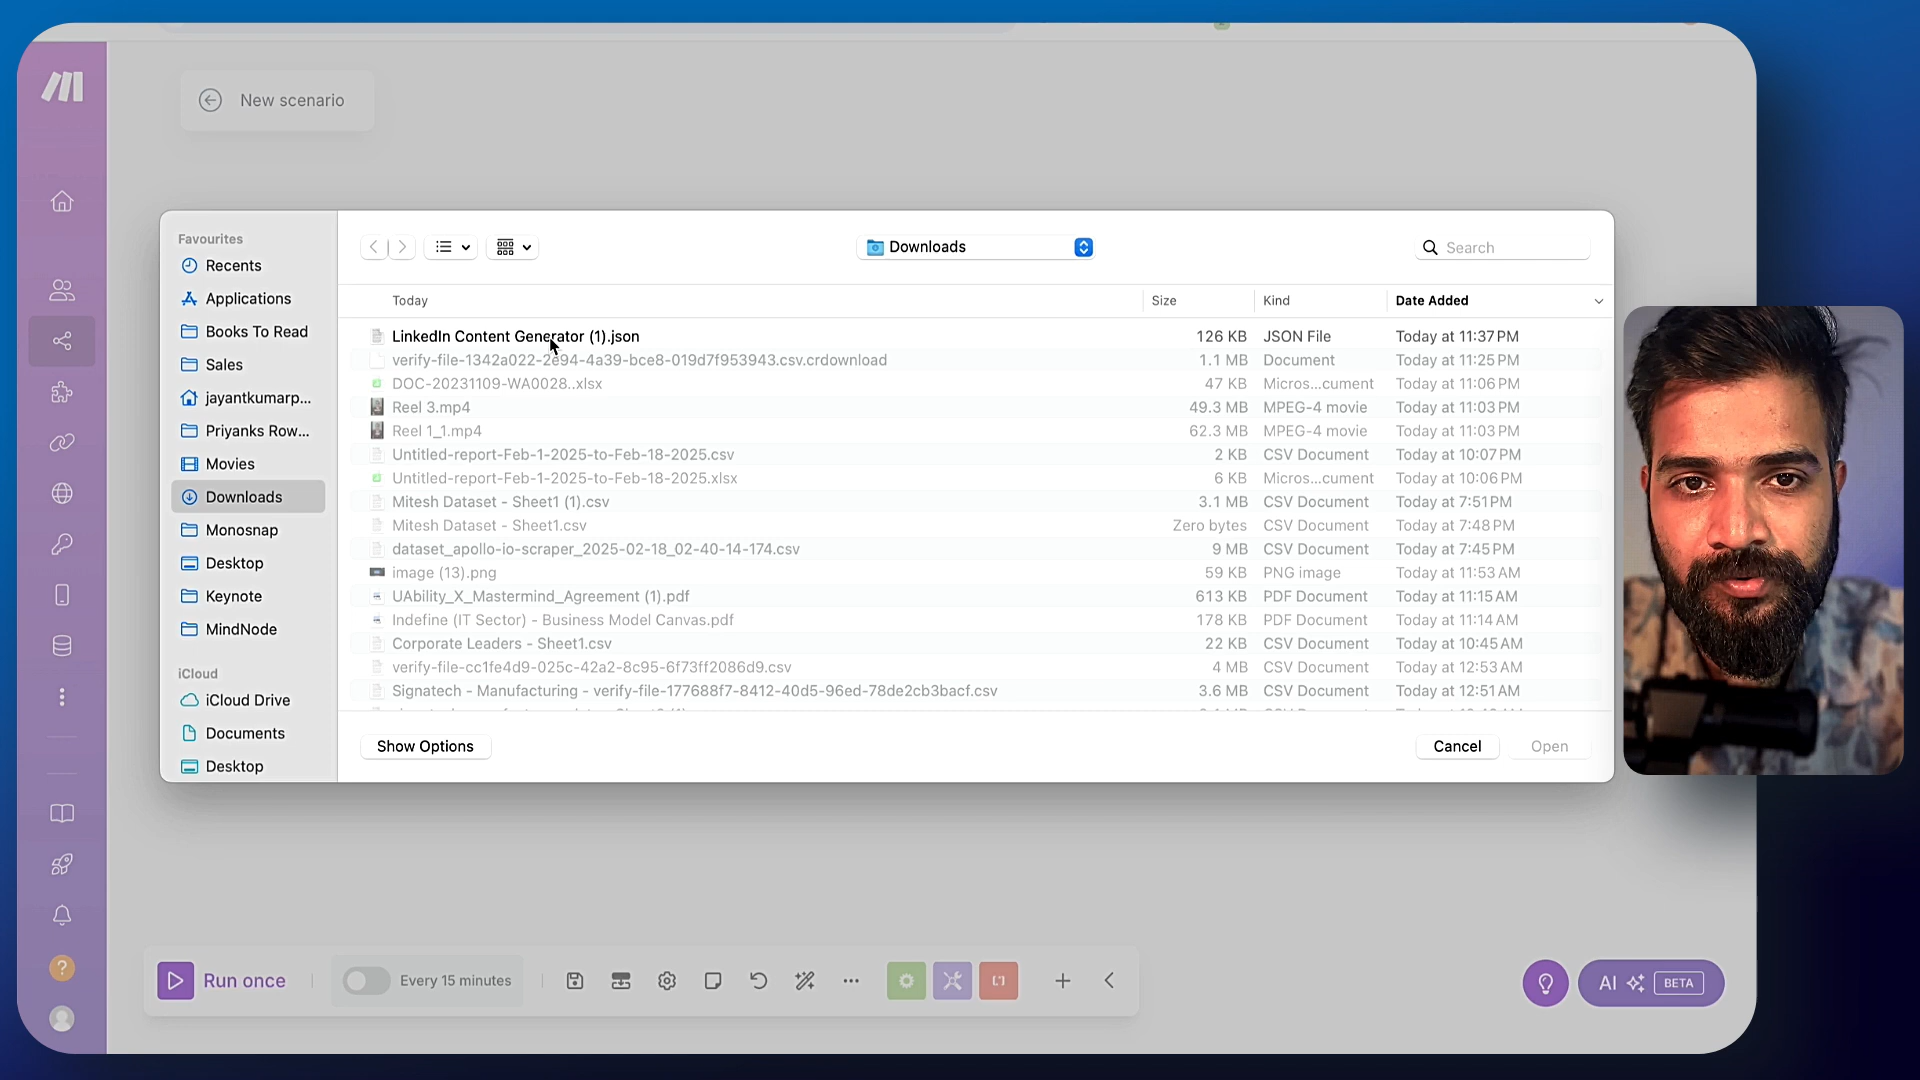 New scenario
Favourites
Recents
Applications
Books To Read
Sales
jayantkumarp...
Priyanks Row...
Movies
Downloads
Monosnap
Desktop
Keynote
MindNode
iCloud
iCloud Drive
Documents
Desktop
Downloads
Search
Today Size Kind Date Added
LinkedIn Content Generator (1).json 126 KB JSON File Today at 11:37 PM
verify-file-1342a022-2e94-4a39-bce8-019d7f953943.csv.crdownload 1.1 MB Document Today at 11:25 PM
DOC-20231109-WA0028..xlsx 47 KB Micros...cument Today at 11:06 PM
Reel 3.mp4 49.3 MB MPEG-4 movie Today at 11:03 PM
Reel 1_1.mp4 62.3 MB MPEG-4 movie Today at 11:03 PM
Untitled-report-Feb-1-2025-to-Feb-18-2025.csv 2 KB CSV Document Today at 10:07 PM
Untitled-report-Feb-1-2025-to-Feb-18-2025.xlsx 6 KB Micros...cument Today at 10:06 PM
Mitesh Dataset - Sheet1 (1).csv 3.1 MB CSV Document Today at 7:51 PM
Mitesh Dataset - Sheet1.csv Zero bytes CSV Document Today at 7:48 PM
dataset_apollo-io-scraper_2025-02-18_02-40-14-174.csv 9 MB CSV Document Today at 7:45 PM
image (13).png 59 KB PNG image Today at 11:53 AM
UAbility_X_Mastermind_Agreement (1).pdf 613 KB PDF Document Today at 11:15 AM
Indefine (IT Sector) - Business Model Canvas.pdf 178 KB PDF Document Today at 11:14 AM
Corporate Leaders - Sheet1.csv 22 KB CSV Document Today at 10:45 AM
verify-file-cc1fe4d9-025c-42a2-8c95-6f73ff2086d9.csv 4 MB CSV Document Today at 12:53 AM
Signatech - Manufacturing - verify-file-177688f7-8412-40d5-96ed-78de2cb3bacf.csv 3.6 MB CSV Document Today at 12:51 AM
Show Options
Cancel
Open
Run once
Every 15 minutes
AI BETA